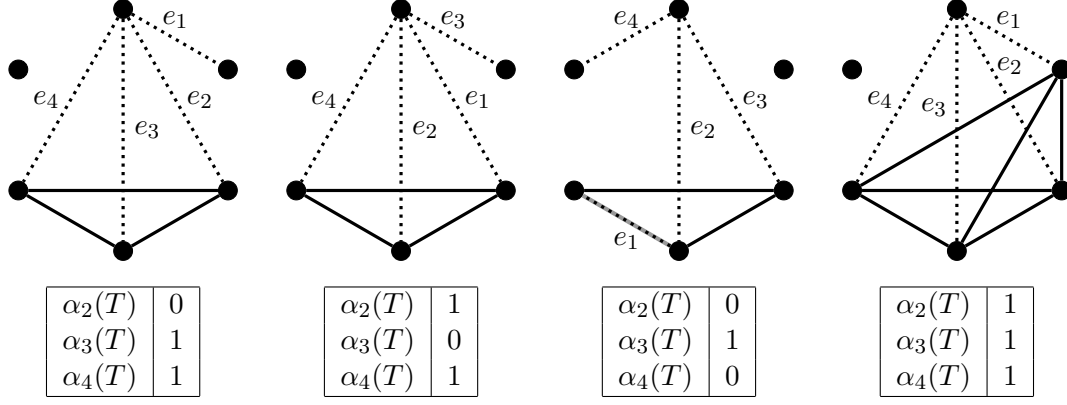 e₁ e₃ e₄ e₁
e₄ e₂ e₄ e₁ e₃ e₄ e₂
e₃ e₂ e₂ e₃
e₁
α₂(T) 0 α₂(T) 1 α₂(T) 0 α₂(T) 1
α₃(T) 1 α₃(T) 0 α₃(T) 1 α₃(T) 1
α₄(T) 1 α₄(T) 1 α₄(T) 0 α₄(T) 1